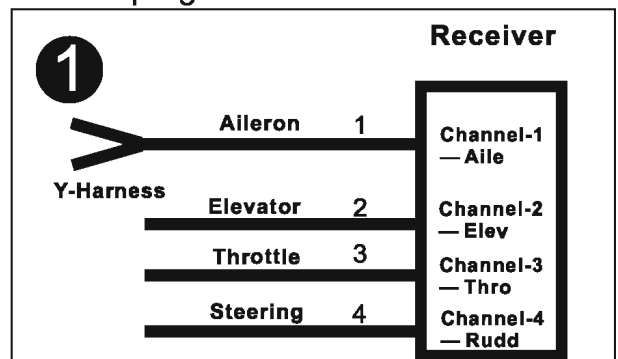 Receiver
1
Aileron 1
Channel-1
— Aile
Y-Harness
Elevator 2
Channel-2
— Elev
Throttle 3
Channel-3
— Thro
Steering 4
Channel-4
— Rudd